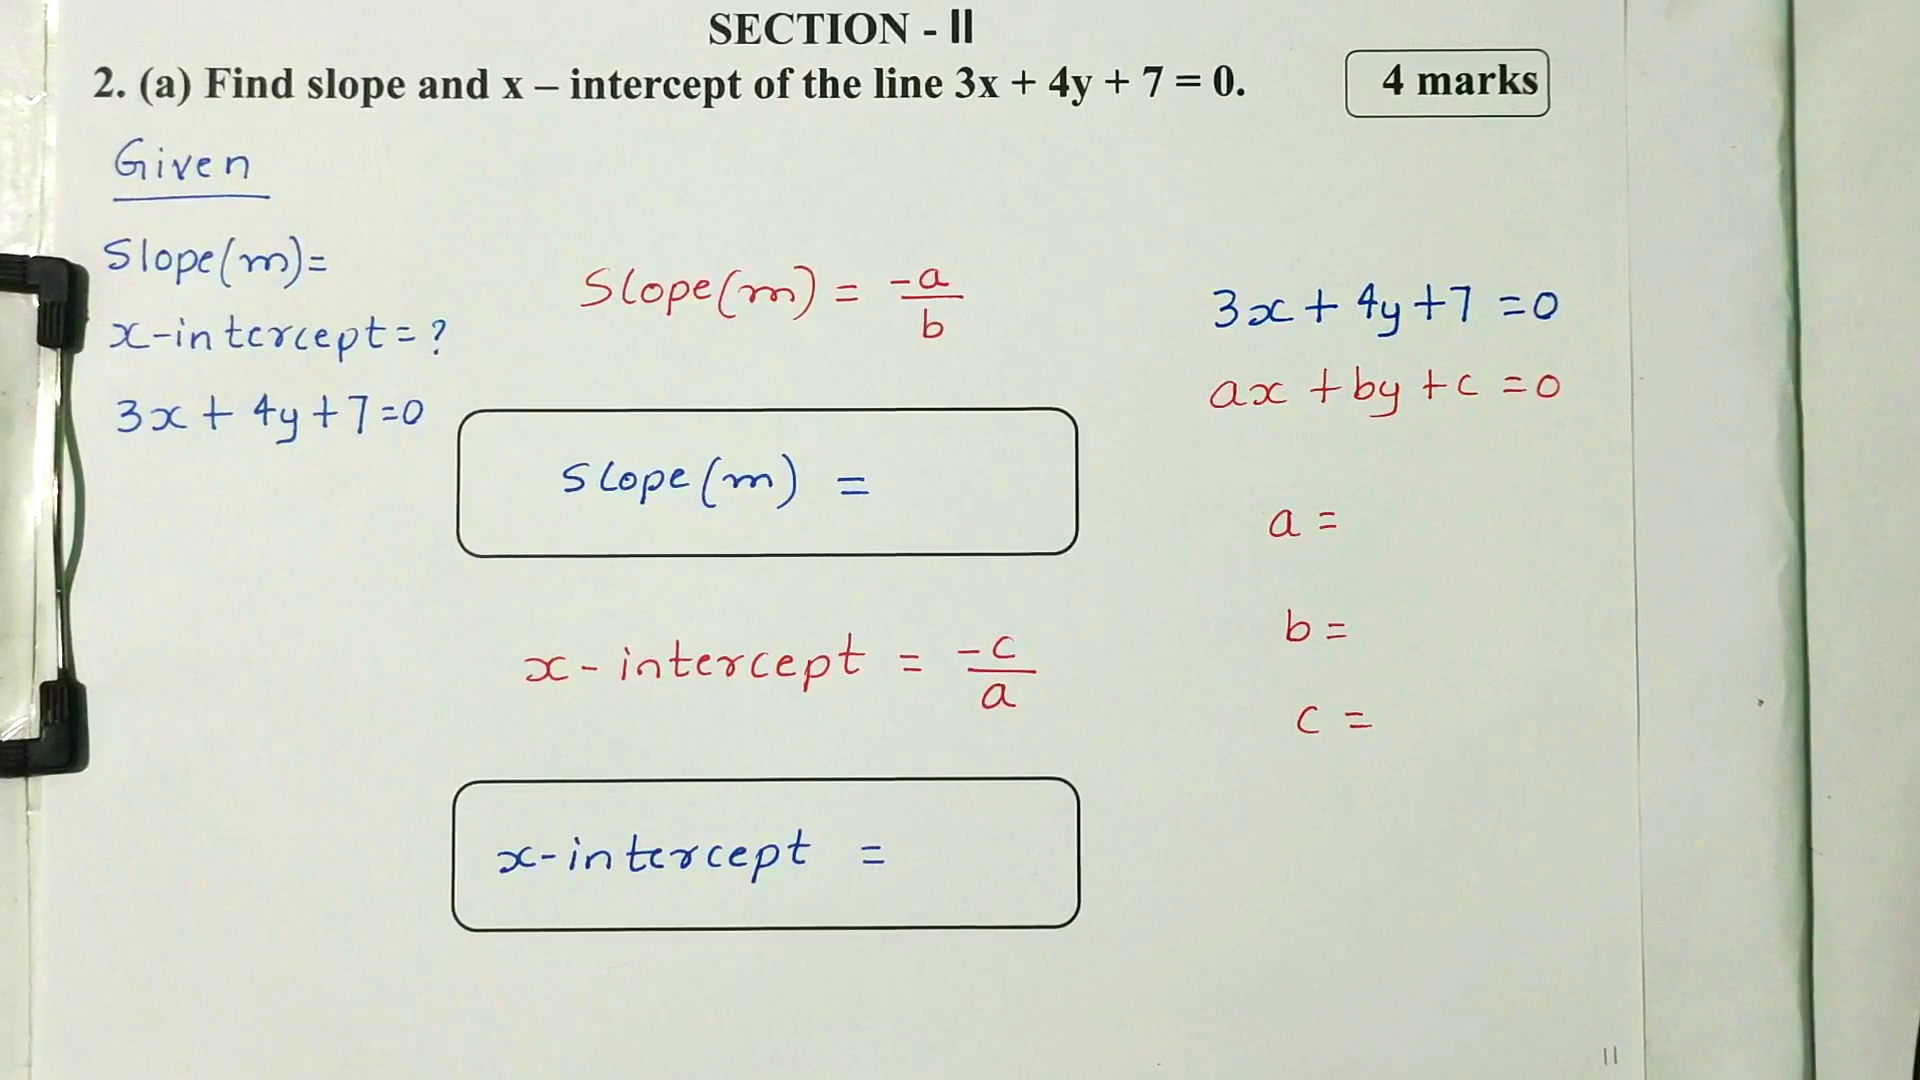 SECTION - II
2. (a) Find slope and x – intercept of the line 3x + 4y + 7 = 0.
4 marks
Given
Slope(m)=
x-intercept=?
3x+4y+7=0
Slope(m) = -a/b
Slope(m) =
x-intercept = -c/a
x-intercept =
3x+4y+7=0
ax+by+c=0
a =
b =
c =
11